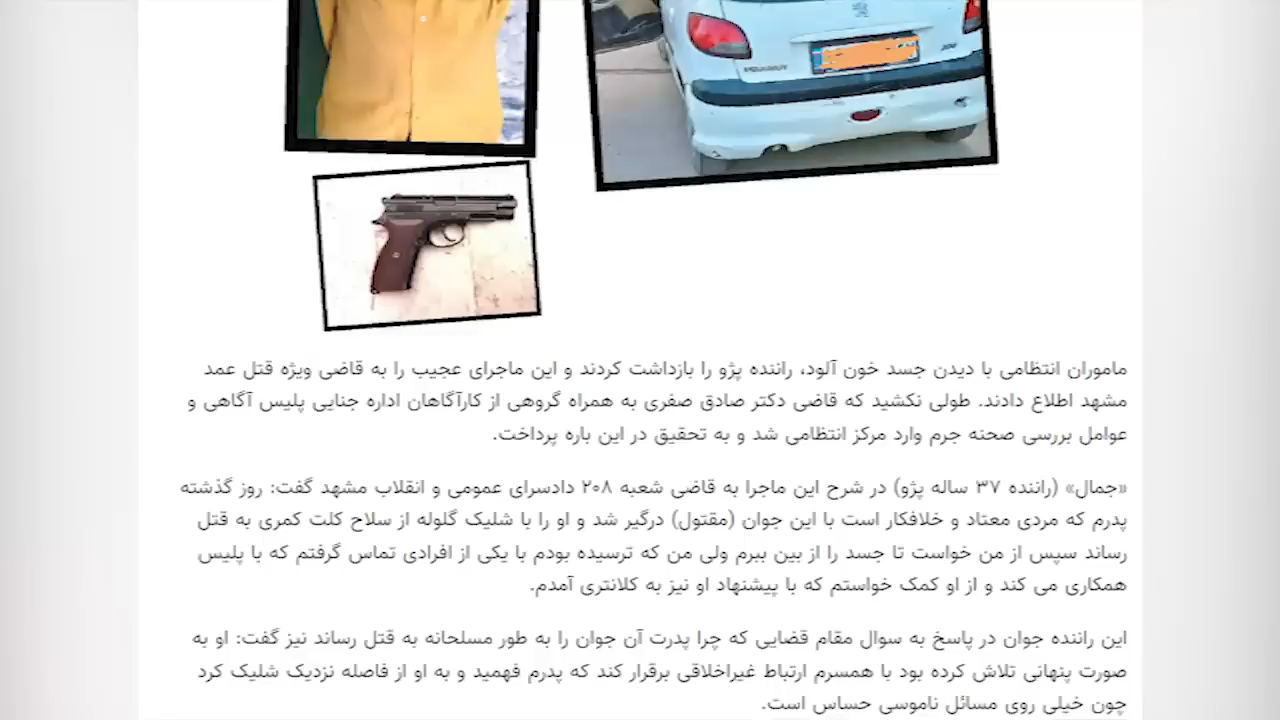 PEUGEOT
206
ماموران انتظامی با دیدن جسد خون آلود، راننده پژو را بازداشت کردند و این ماجرای عجیب را به قاضی ویژه قتل عمد
مشهد اطلاع دادند. طولی نکشید که قاضی دکتر صادق صفری به همراه گروهی از کارآگاهان اداره جنایی پلیس آگاهی و
عوامل بررسی صحنه جرم وارد مرکز انتظامی شد و به تحقیق در این باره پرداخت.
«جمال» (راننده ۳۷ ساله پژو) در شرح این ماجرا به قاضی شعبه ۲۰۸ دادسرای عمومی و انقلاب مشهد گفت: روز گذشته
پدرم که مردی معتاد و خلافکار است با این جوان (مقتول) درگیر شد و او را با شلیک گلوله از سلاح کلت کمری به قتل
رساند سپس از من خواست تا جسد را از بین ببرم ولی من که ترسیده بودم با یکی از افرادی تماس گرفتم که با پلیس
همکاری می کند و از او کمک خواستم که با پیشنهاد او نیز به کلانتری آمدم.
این راننده جوان در پاسخ به سوال مقام قضایی که چرا پدرت آن جوان را به طور مسلحانه به قتل رساند نیز گفت: او به
صورت پنهانی تلاش کرده بود با همسرم ارتباط غیراخلاقی برقرار کند که پدرم فهمید و به او از فاصله نزدیک شلیک کرد
چون خیلی روی مسائل ناموسی حساس است.